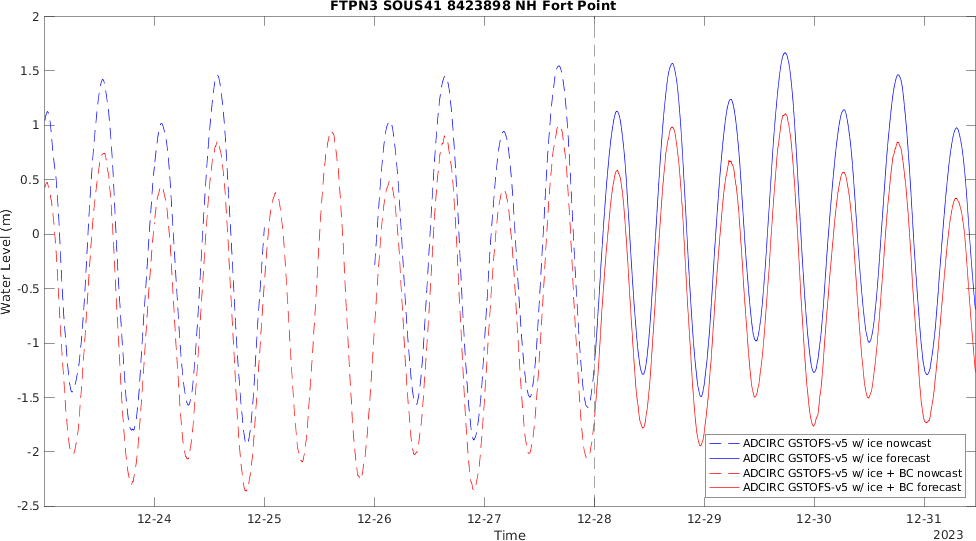 FTPN3 SOUS41 8423898 NH Fort Point
2
1.5
1
0.5
0
-0.5
-1
-1.5
-2
-2.5
Water Level (m)
12-24 12-25 12-26 12-27 12-28 12-29 12-30 12-31
Time
2023
ADCIRC GSTOFS-v5 w/ ice nowcast
ADCIRC GSTOFS-v5 w/ ice forecast
ADCIRC GSTOFS-v5 w/ ice + BC nowcast
ADCIRC GSTOFS-v5 w/ ice + BC forecast